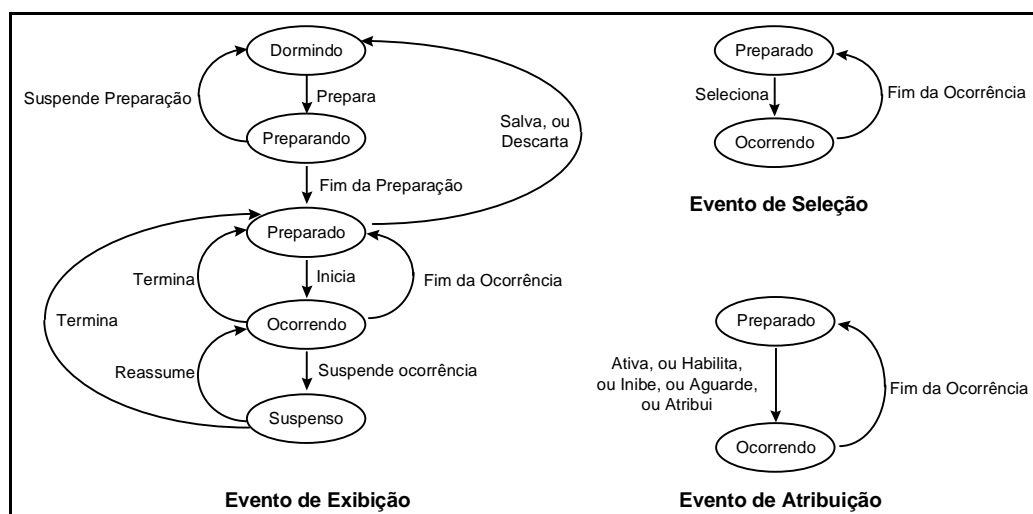 Dormindo
Suspende Preparação
Prepara
Preparando
Salva, ou
Descarta
Fim da Preparação
Preparado
Termina
Inicia
Fim da Ocorrência
Termina
Ocorrendo
Reassume
Suspende ocorrência
Suspenso
Evento de Exibição
Preparado
Seleciona
Fim da Ocorrência
Ocorrendo
Evento de Seleção
Preparado
Ativa, ou Habilita,
ou Inibe, ou Aguarde,
ou Atribui
Fim da Ocorrência
Ocorrendo
Evento de Atribuição